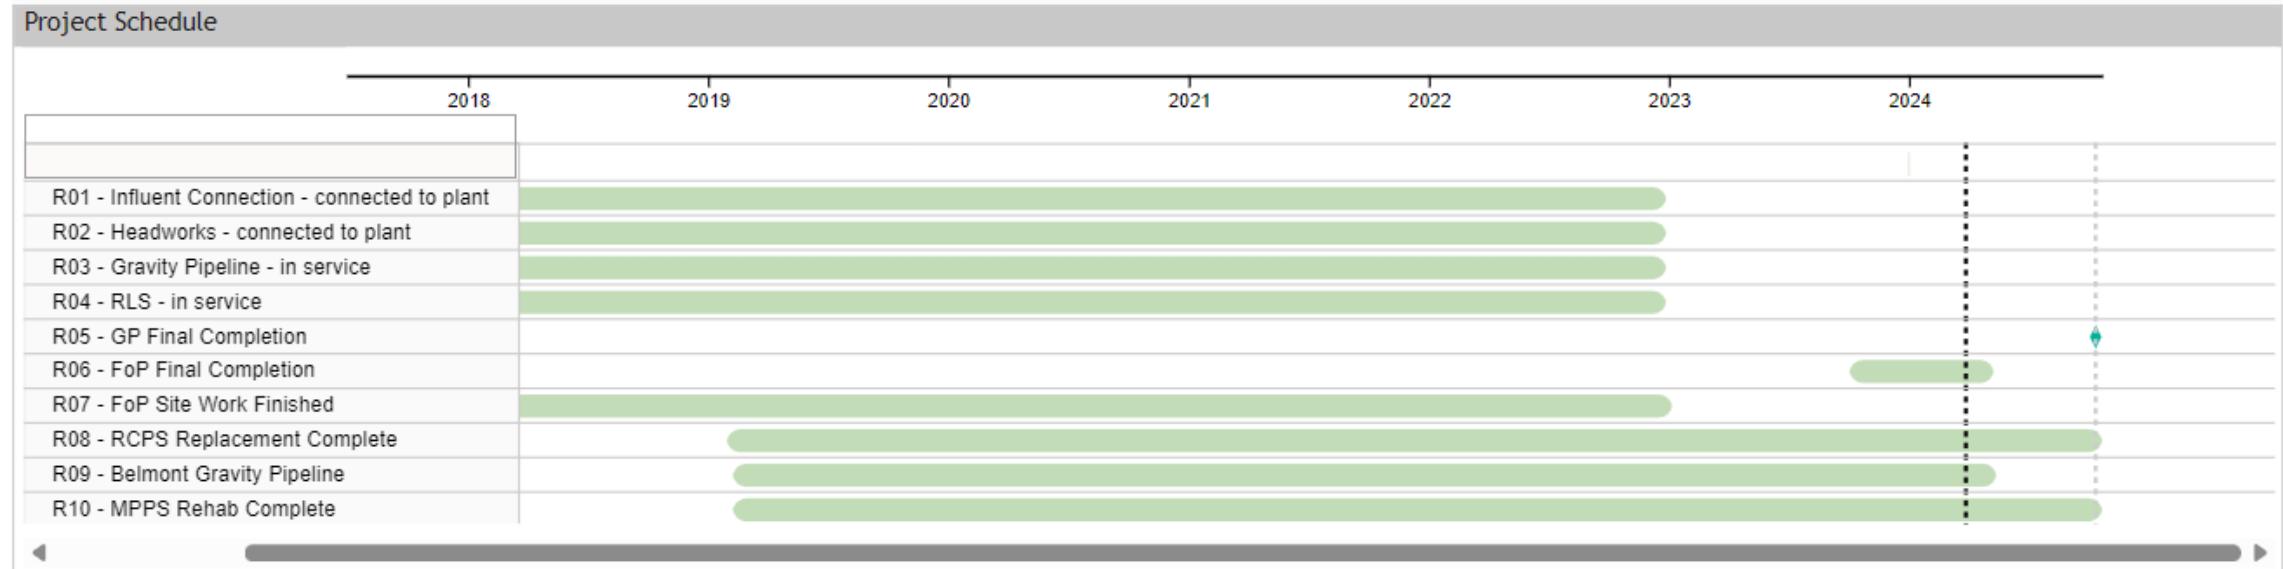 Project Schedule
2018 2019 2020 2021 2022 2023 2024
R01 - Influent Connection - connected to plant
R02 - Headworks - connected to plant
R03 - Gravity Pipeline - in service
R04 - RLS - in service
R05 - GP Final Completion
R06 - FoP Final Completion
R07 - FoP Site Work Finished
R08 - RCPS Replacement Complete
R09 - Belmont Gravity Pipeline
R10 - MPPS Rehab Complete